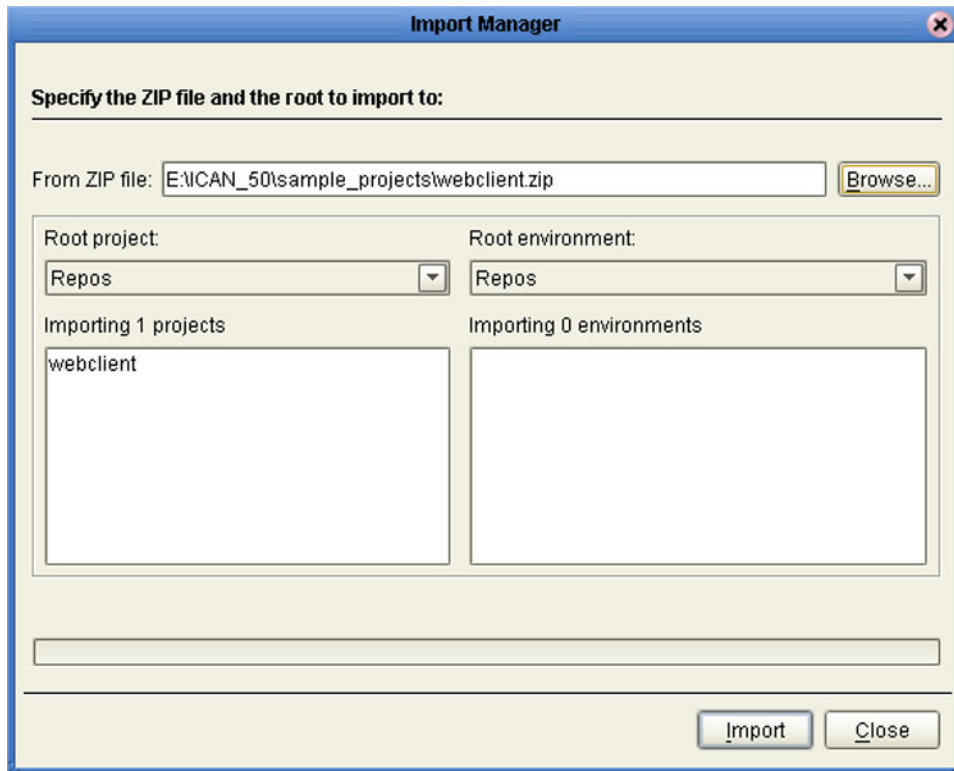 Import Manager
Specify the ZIP file and the root to import to:
From ZIP file: E:\ICAN_50\sample_projects\webclient.zip Browse...
Root project: Root environment:
Repos Repos
Importing 1 projects Importing 0 environments
webclient
Import Close